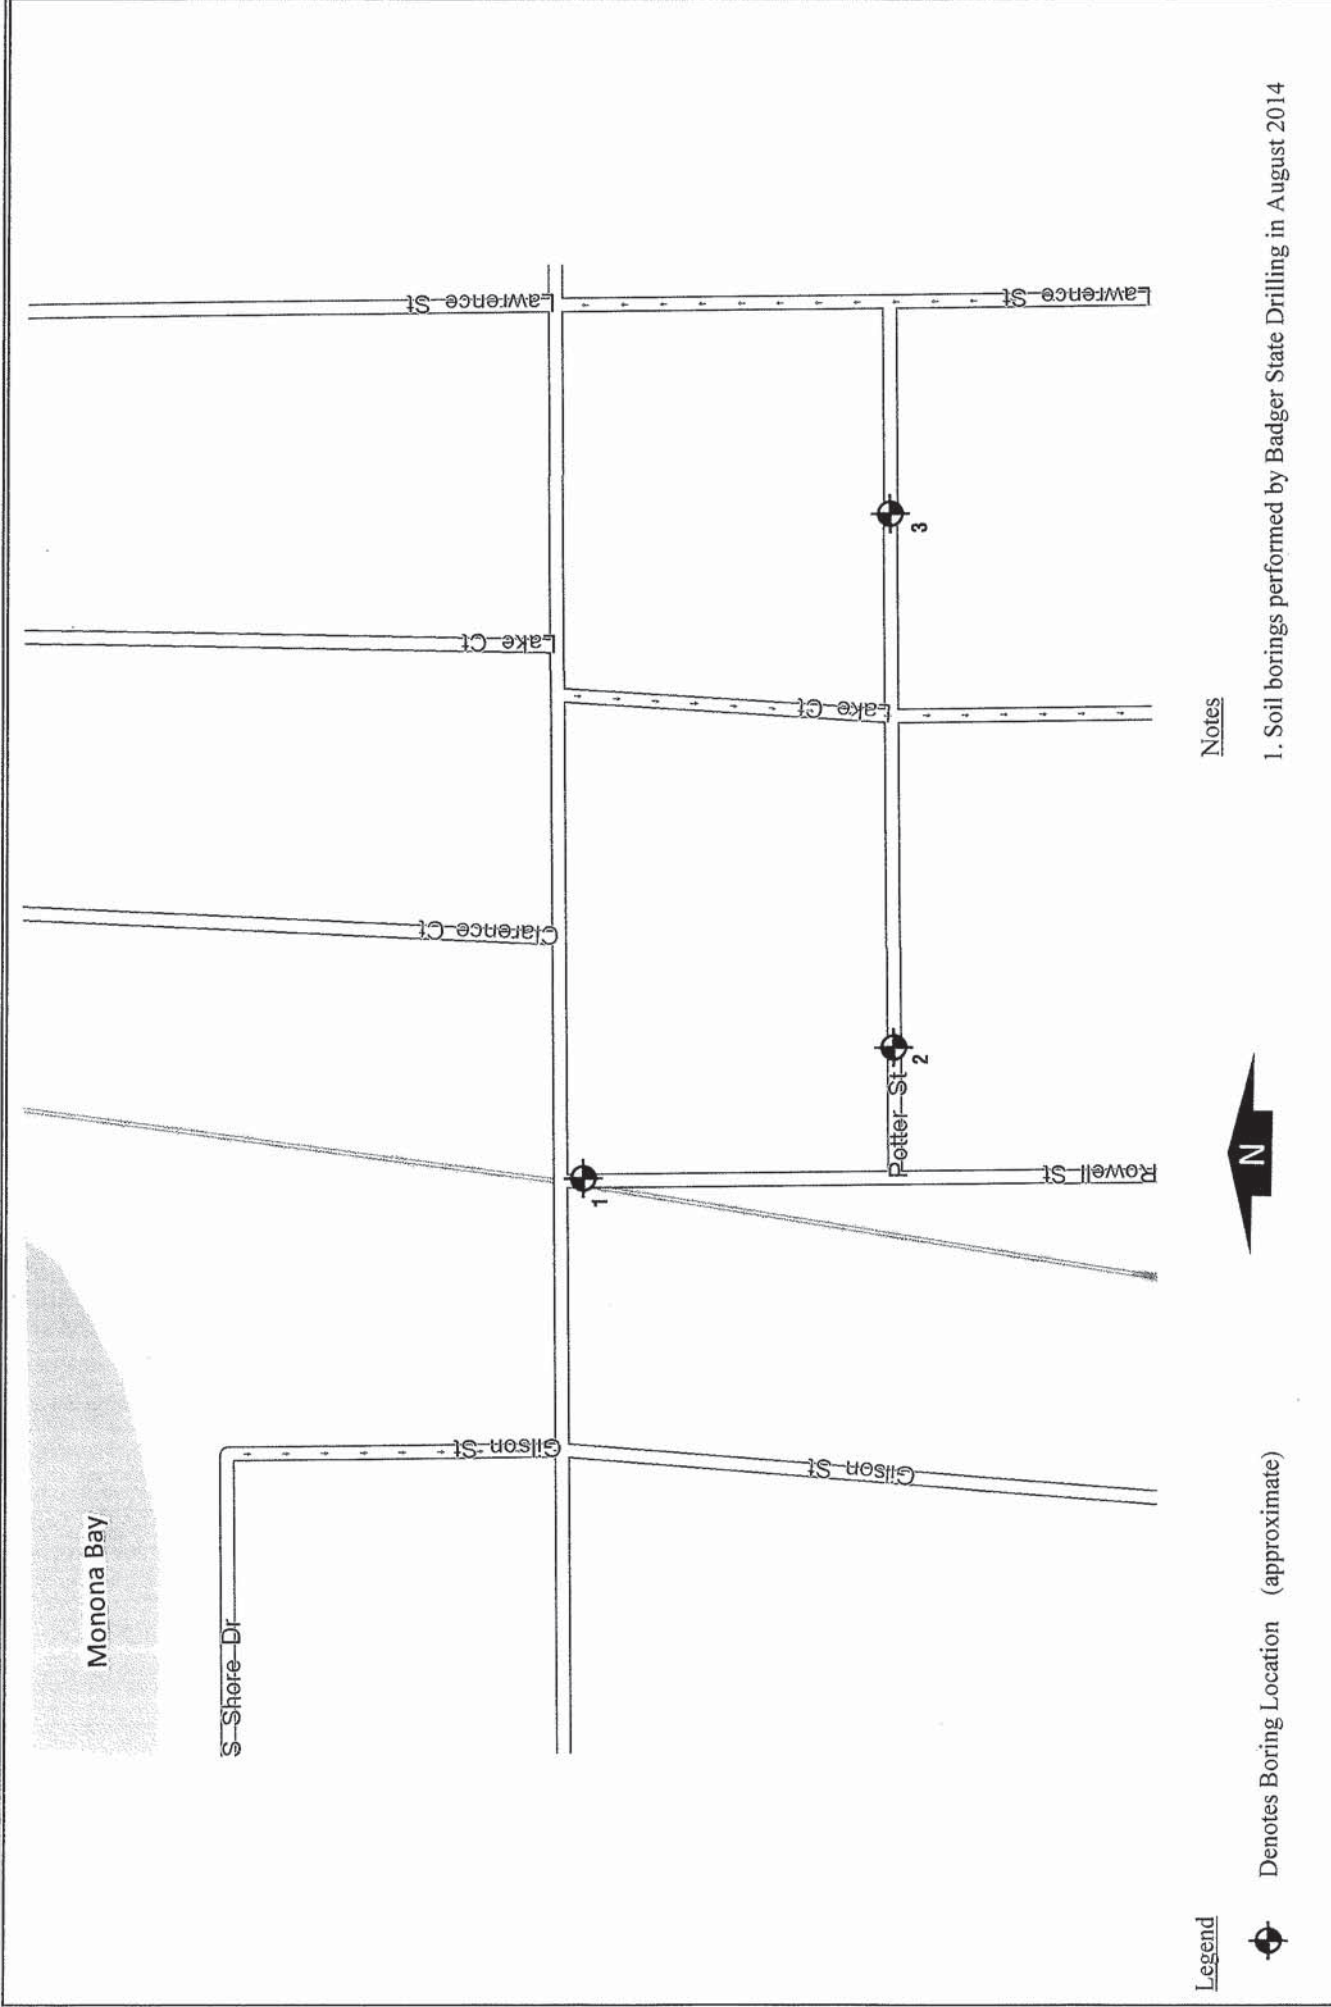 Monona Bay
S Shore Dr
Gilson St
Clarence Ct
Lake Ct
Lawrence St
1
Gilson St
Potter St
2
Lake Ct
3
Rowell St
Lawrence St
N
Legend
Denotes Boring Location (approximate)
Notes
1. Soil borings performed by Badger State Drilling in August 2014